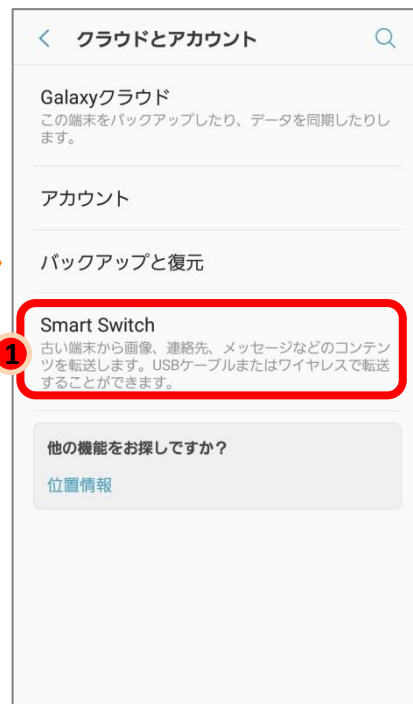 クラウドとアカウント
Galaxyクラウド
この端末をバックアップしたり、データを同期したりし
ます。
アカウント
バックアップと復元
Smart Switch
1
古い端末から画像、連絡先、メッセージなどのコンテン
ツを転送します。USBケーブルまたはワイヤレスで転送
することができます。
他の機能をお探しですか？
位置情報